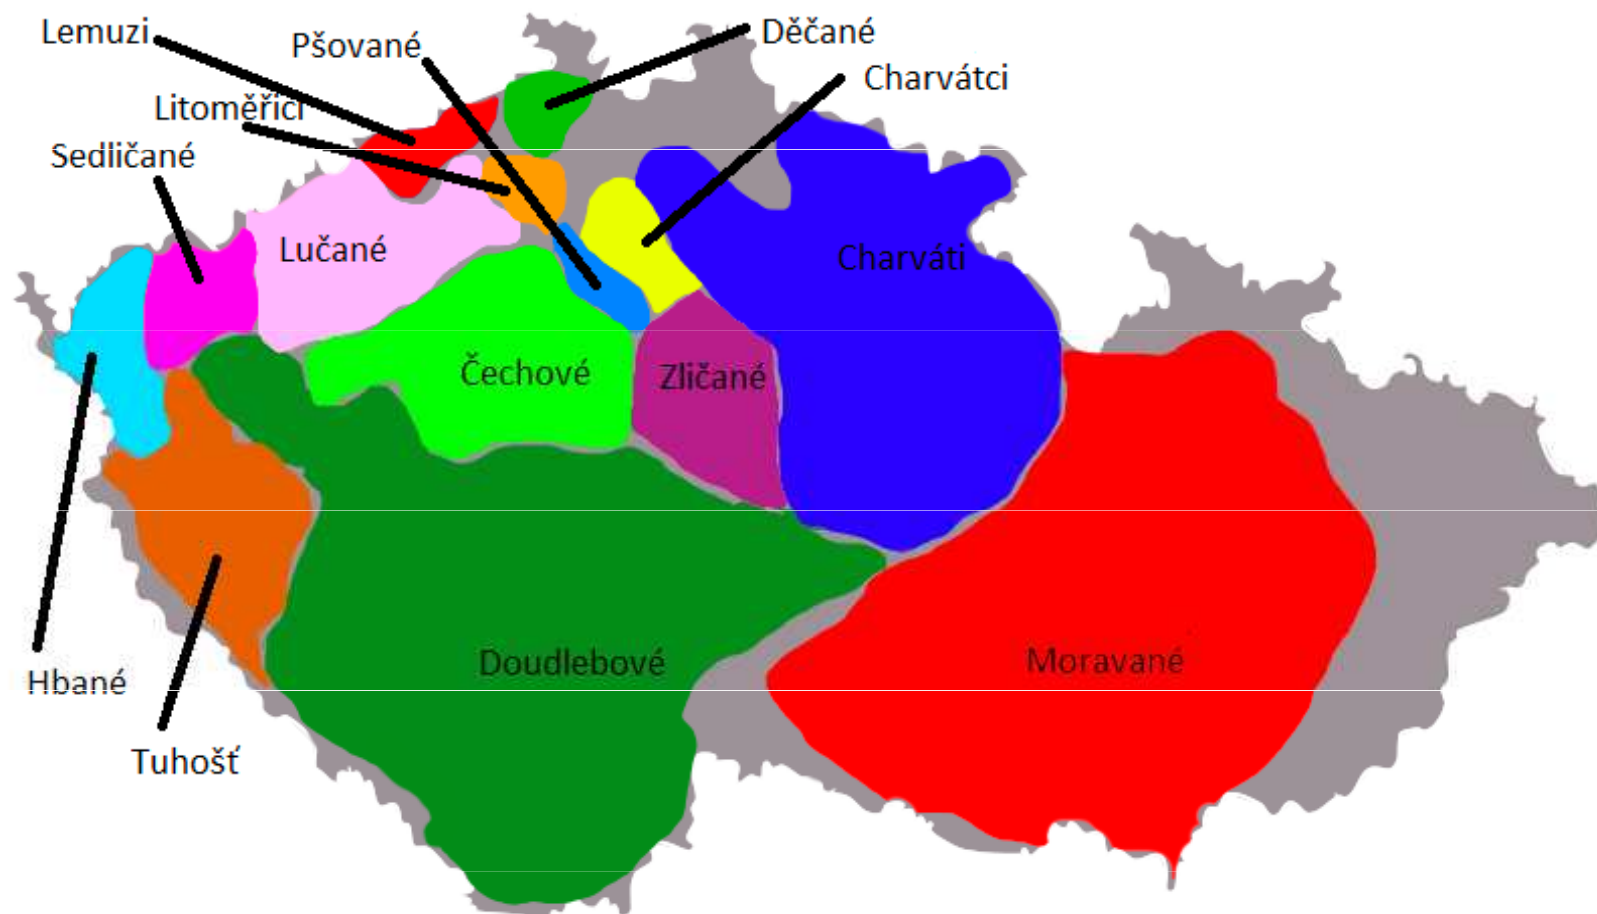 Lemuzi
Pšované
Děčané
Charvátci
Litoměřici
Sedličané
Lučané
Charváti
Čechové
Zličané
Doudlebové
Moravané
Hbané
Tuhošť